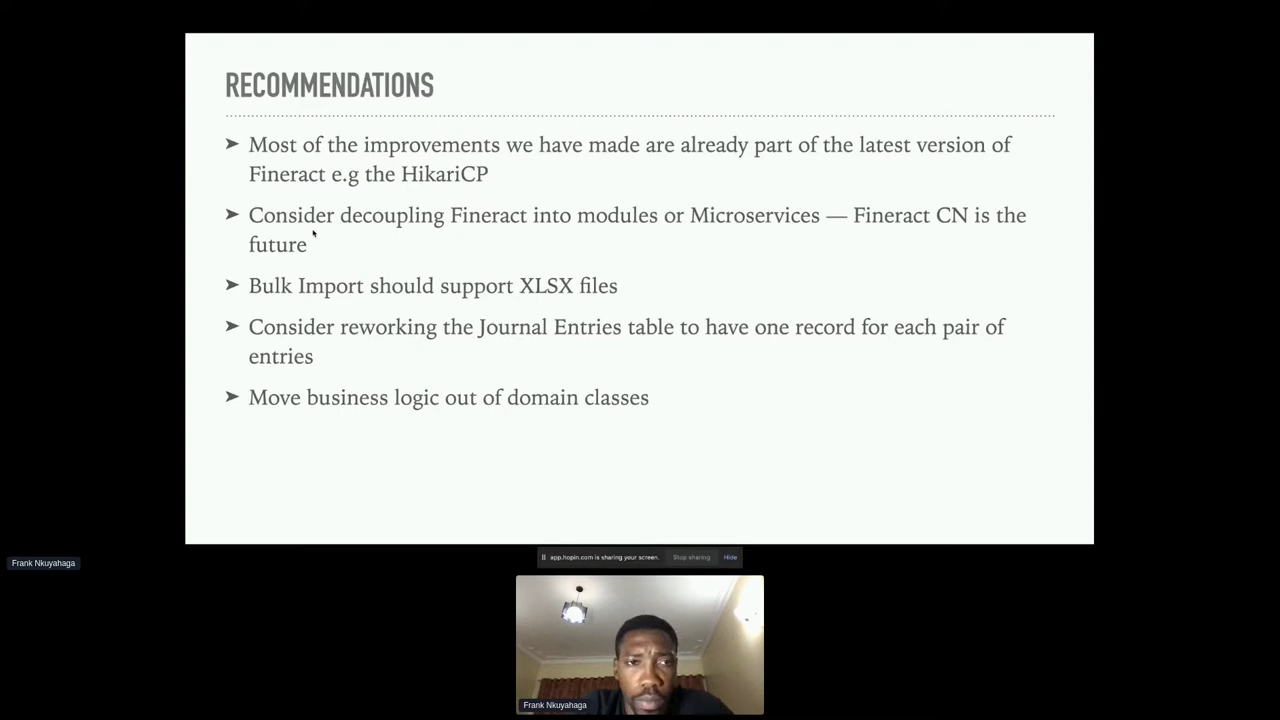 RECOMMENDATIONS
➤ Most of the improvements we have made are already part of the latest version of
Fineract e.g the HikariCP
➤ Consider decoupling Fineract into modules or Microservices — Fineract CN is the
future
➤ Bulk Import should support XLSX files
➤ Consider reworking the Journal Entries table to have one record for each pair of
entries
➤ Move business logic out of domain classes
app.hopin.com is sharing your screen. Stop sharing Hide
Frank Nkuyahaga
Frank Nkuyahaga